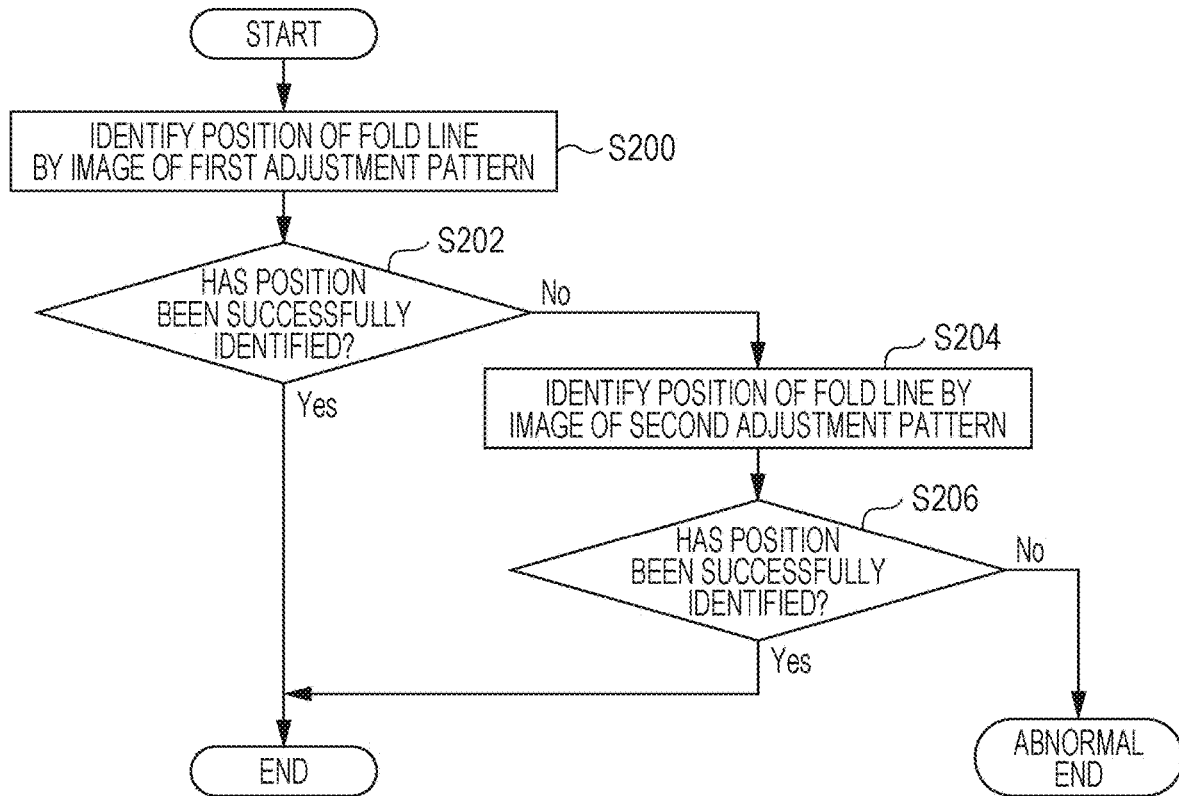 START
IDENTIFY POSITION OF FOLD LINE
BY IMAGE OF FIRST ADJUSTMENT PATTERN
S200
S202
HAS POSITION
BEEN SUCCESSFULLY
IDENTIFIED?
No
Yes
S204
IDENTIFY POSITION OF FOLD LINE BY
IMAGE OF SECOND ADJUSTMENT PATTERN
S206
HAS POSITION
BEEN SUCCESSFULLY
IDENTIFIED?
No
Yes
END
ABNORMAL
END